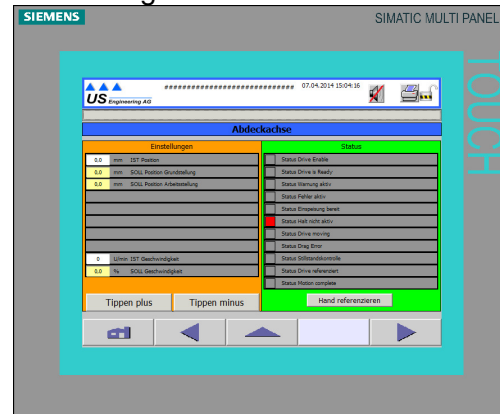 SIEMENS
SIMATIC MULTI PANEL
TOUCH
US Engineering AG
############################## 07.04.2014 15:04:16
Abdeckachse
Einstellungen
0.0 mm IST Position
0.0 mm SOLL Position Grundstellung
0.0 mm SOLL Position Arbeitsstellung
0 U/min IST Geschwindigkeit
0.0 % SOLL Geschwindigkeit
Tippen plus
Tippen minus
Status
Status Drive Enable
Status Drive is Ready
Status Warnung aktiv
Status Fehler aktiv
Status Einspeisung bereit
Status Halt nicht aktiv
Status Drive moving
Status Drag Error
Status Stillstandskontrolle
Status Drive referenziert
Status Motion complete
Hand referenzieren